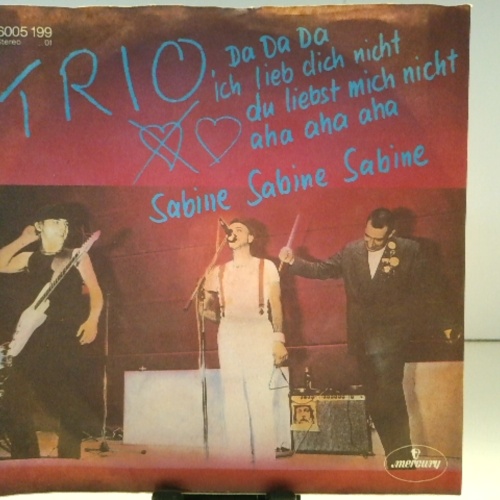 6005 199
stereo .01
TRIO
Da Da Da
ich lieb dich nicht
du liebst mich nicht
aha aha aha
Sabine Sabine Sabine
mercury